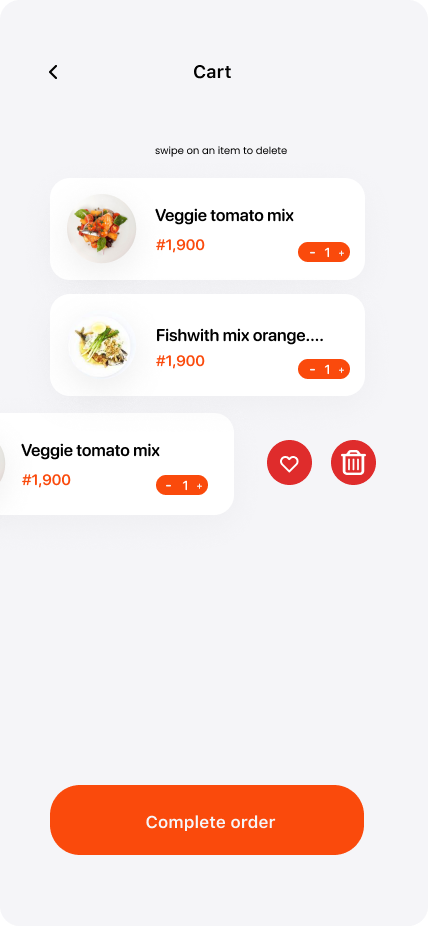 Cart
swipe on an item to delete
Veggie tomato mix
#1,900
- 1 +
Fishwith mix orange....
#1,900
- 1 +
Veggie tomato mix
#1,900
- 1 +
Complete order